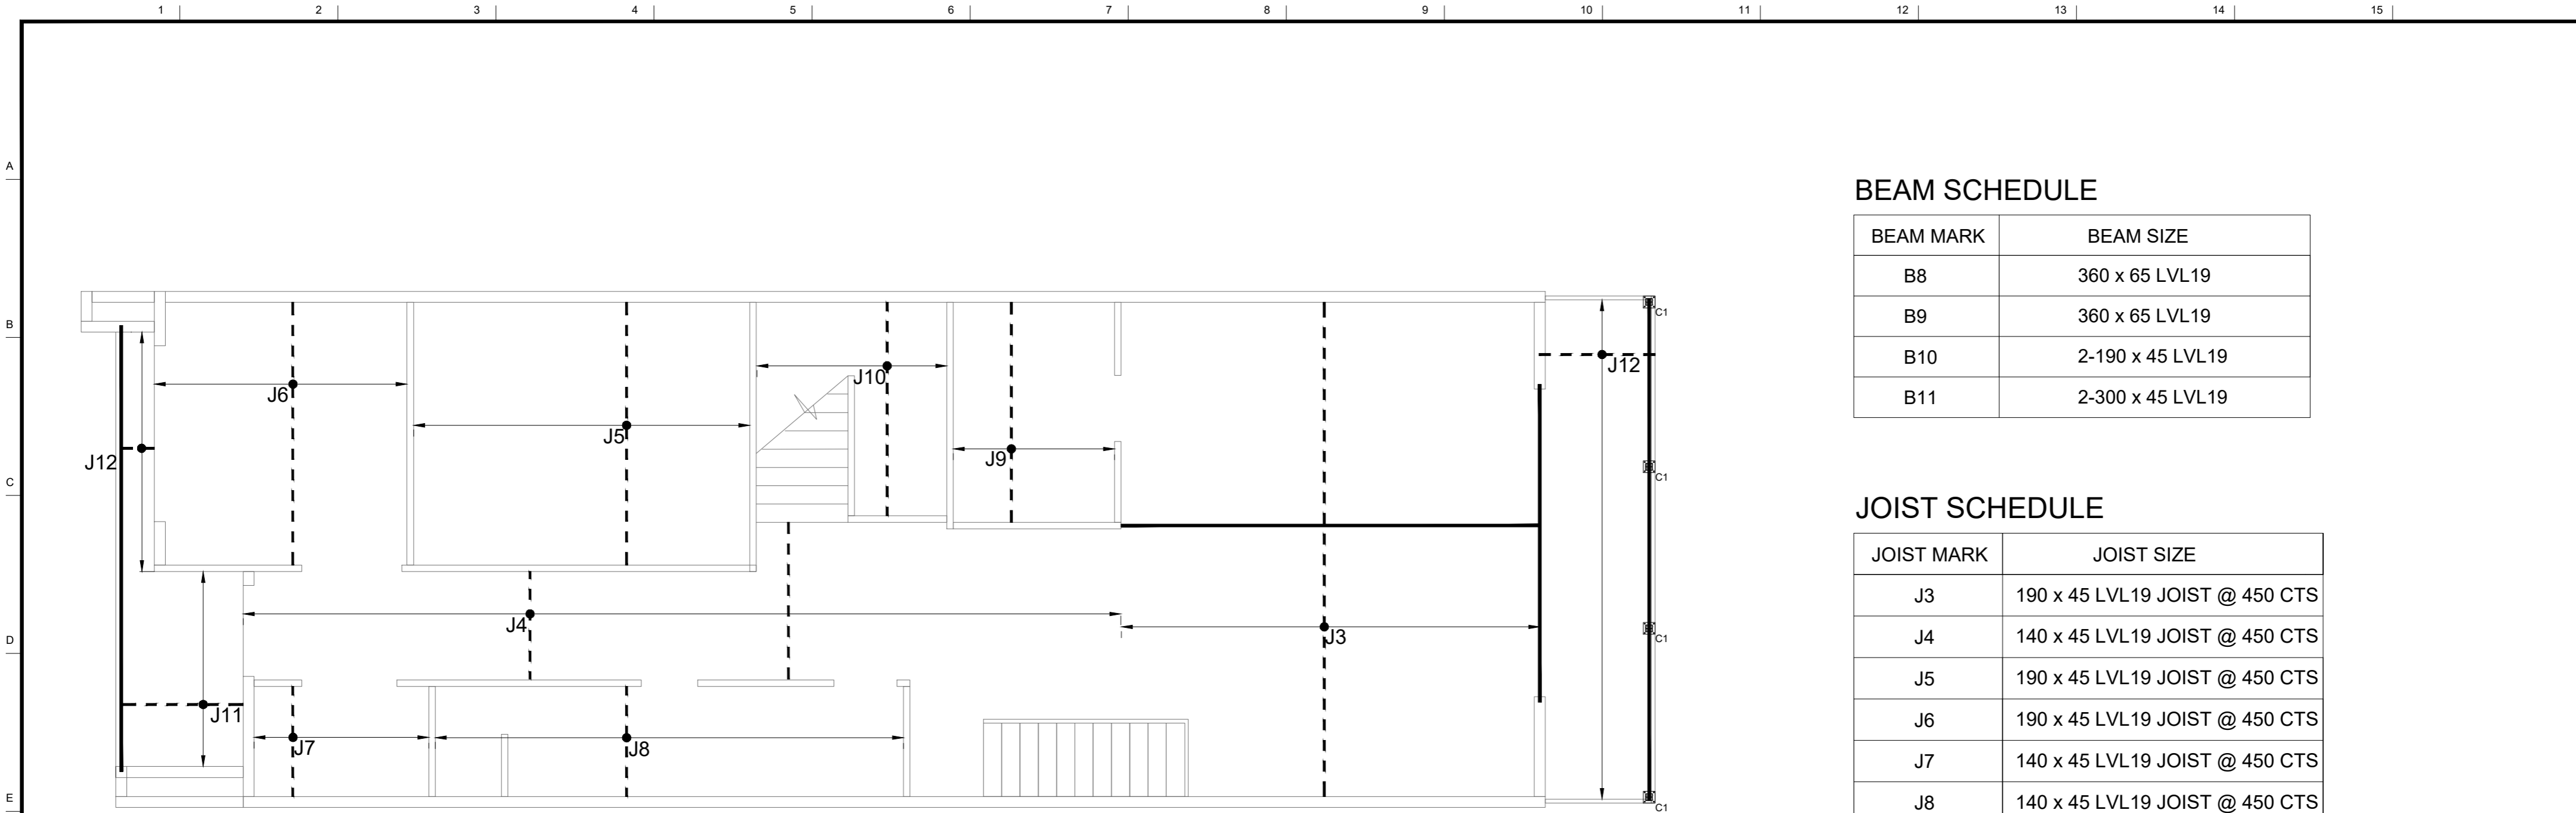 1 2 3 4 5 6 7 8 9 10 11 12 13 14 15
A
B
C
D
E
J6
J5
J10
J9
J12
J12
J4
J3
J11
J7
J8
C1
C1
C1
C1
BEAM SCHEDULE
BEAM MARK BEAM SIZE
B8 360 x 65 LVL19
B9 360 x 65 LVL19
B10 2-190 x 45 LVL19
B11 2-300 x 45 LVL19
JOIST SCHEDULE
JOIST MARK JOIST SIZE
J3 190 x 45 LVL19 JOIST @ 450 CTS
J4 140 x 45 LVL19 JOIST @ 450 CTS
J5 190 x 45 LVL19 JOIST @ 450 CTS
J6 190 x 45 LVL19 JOIST @ 450 CTS
J7 140 x 45 LVL19 JOIST @ 450 CTS
J8 140 x 45 LVL19 JOIST @ 450 CTS